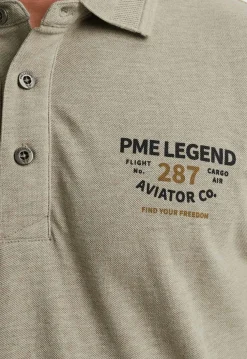 PME LEGEND
FLIGHT No. 287 CARGO AIR
AVIATOR CO.
FIND YOUR FREEDOM